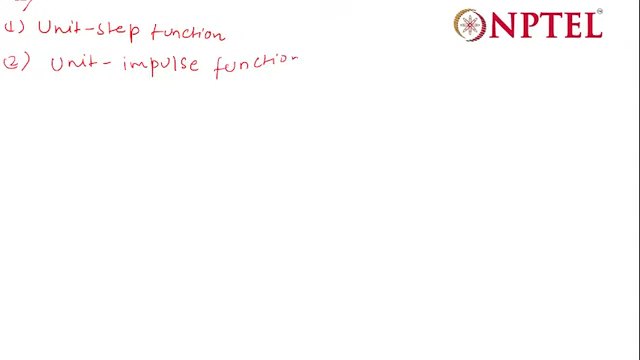 (1) Unit-step function
(2) Unit-impulse function
NPTEL